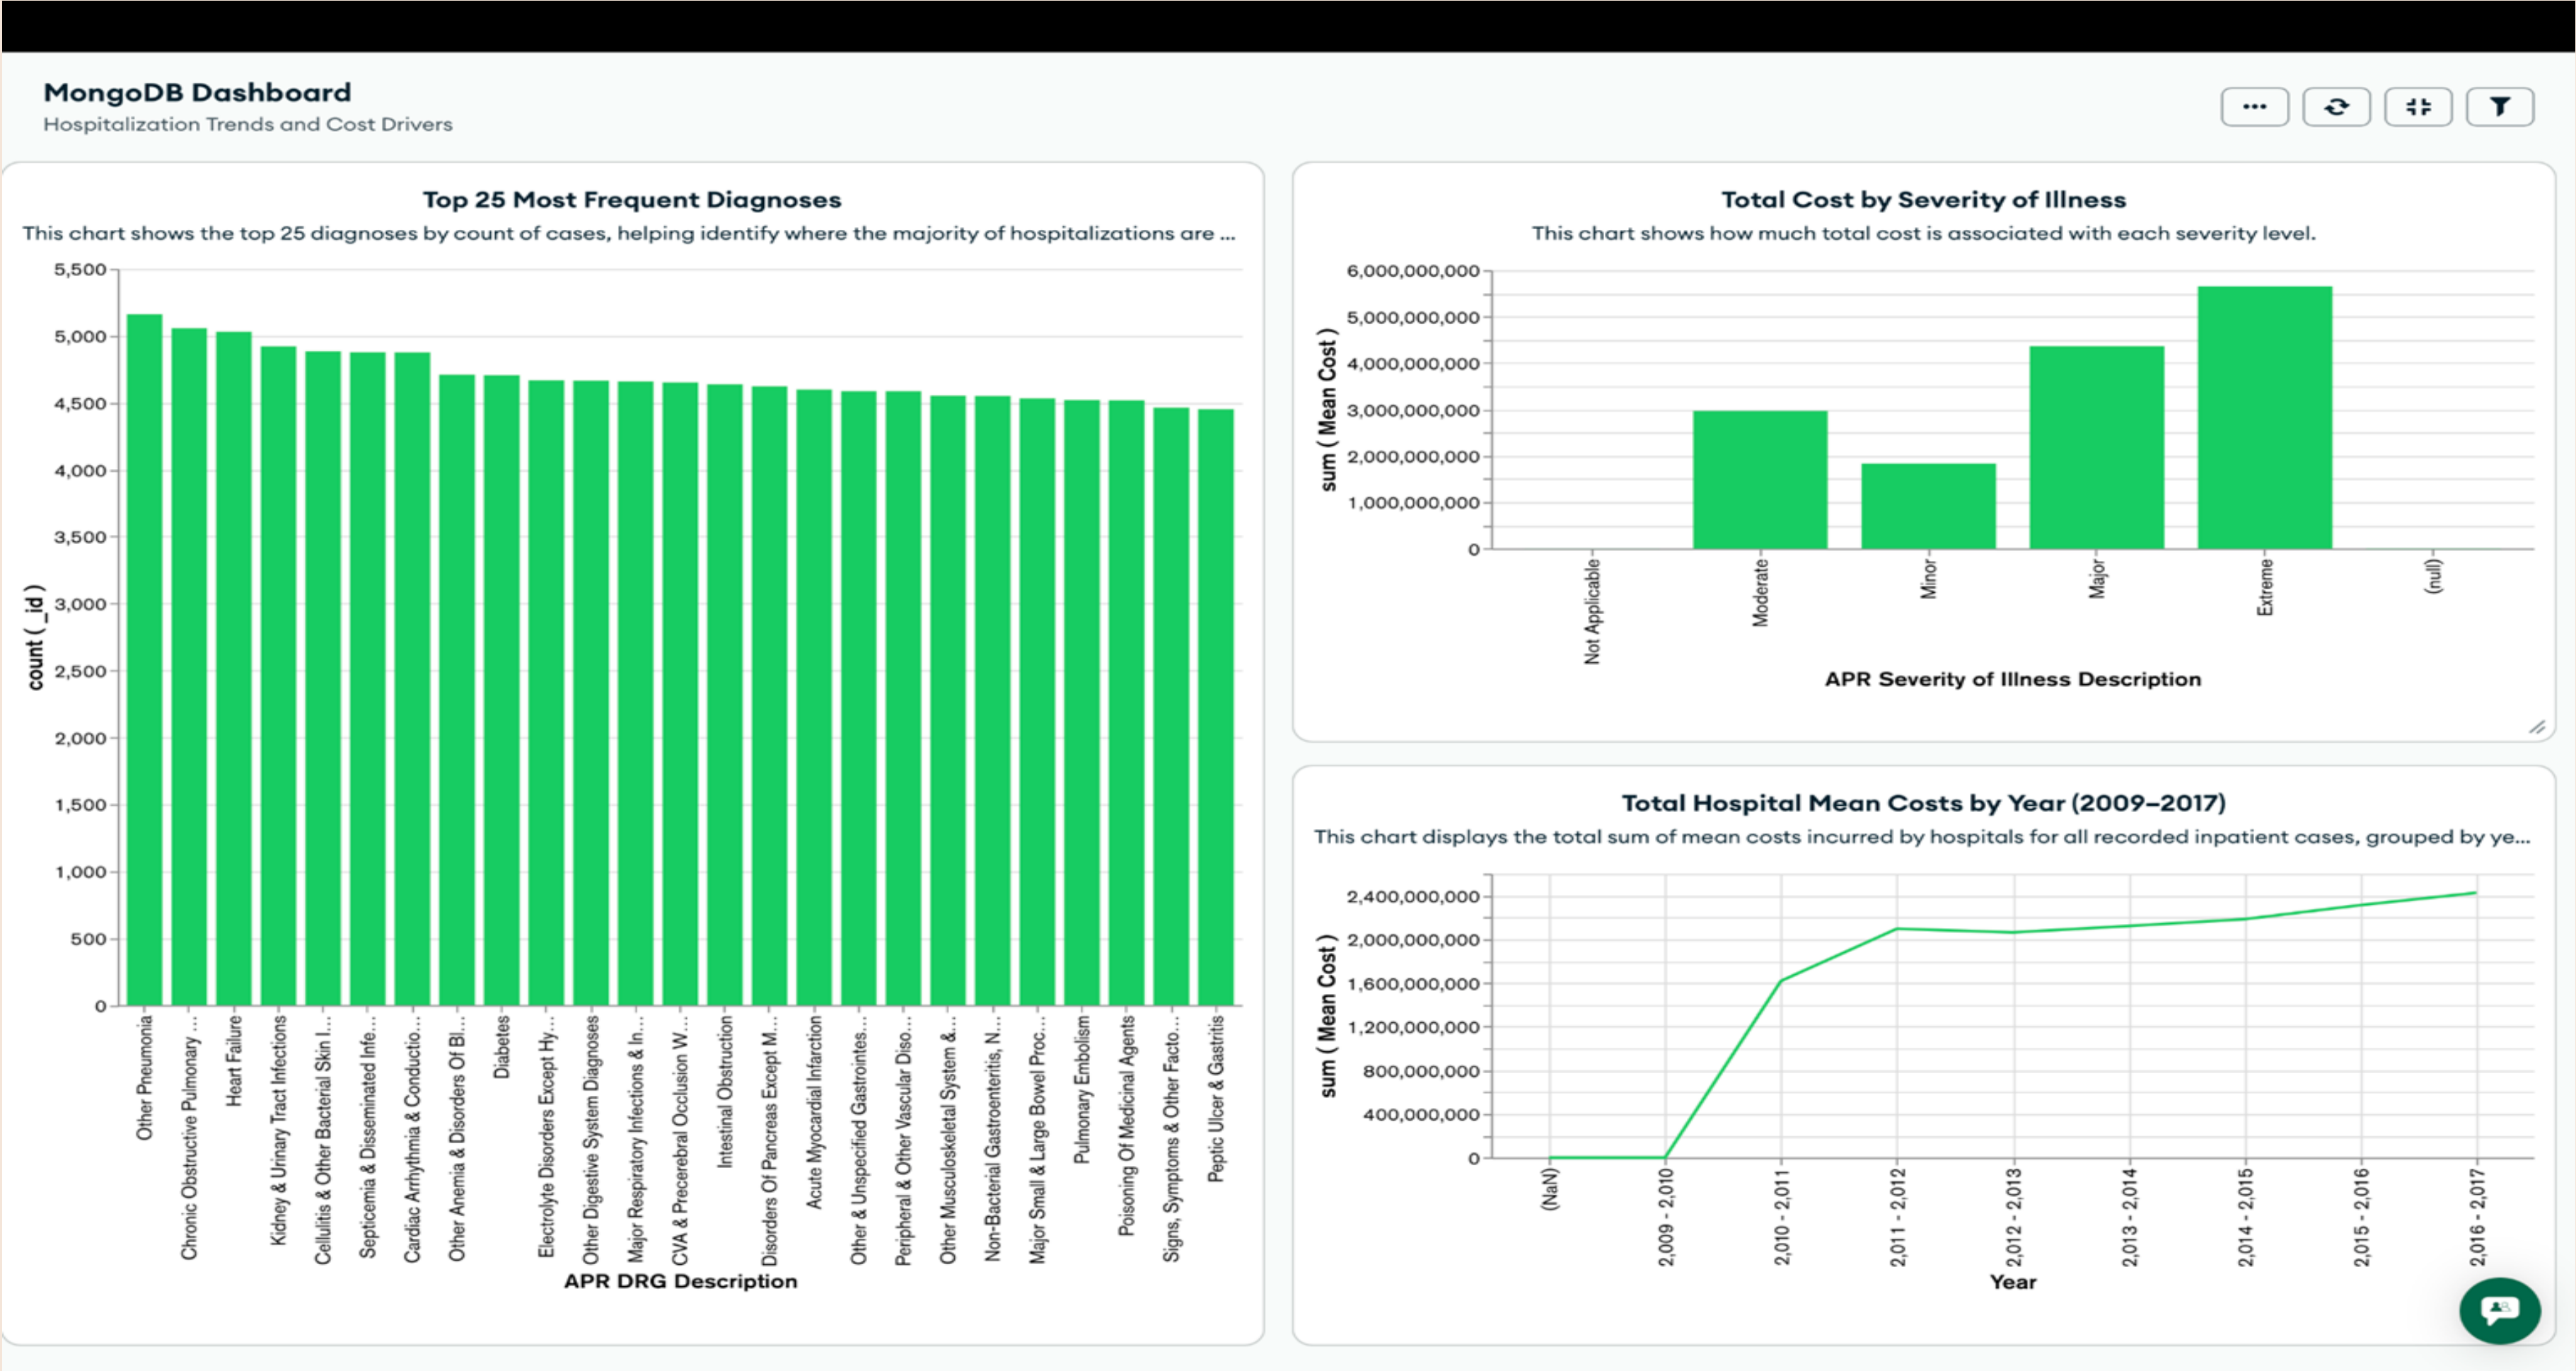 MongoDB Dashboard
Hospitalization Trends and Cost Drivers
Top 25 Most Frequent Diagnoses
This chart shows the top 25 diagnoses by count of cases, helping identify where the majority of hospitalizations are ...
count ( _id )
5,500
5,000
4,500
4,000
3,500
3,000
2,500
2,000
1,500
1,000
500
0
Other Pneumonia
Chronic Obstructive Pulmonary ...
Heart Failure
Kidney & Urinary Tract Infections
Cellulitis & Other Bacterial Skin I...
Septicemia & Disseminated Infe...
Cardiac Arrhythmia & Conductio...
Other Anemia & Disorders Of Bl...
Diabetes
Electrolyte Disorders Except Hy...
Other Digestive System Diagnoses
Major Respiratory Infections & In...
CVA & Precerebral Occlusion W...
Intestinal Obstruction
Disorders Of Pancreas Except M...
Acute Myocardial Infarction
Other & Unspecified Gastrointes...
Peripheral & Other Vascular Diso...
Other Musculoskeletal System &...
Non-Bacterial Gastroenteritis, N...
Major Small & Large Bowel Proc...
Pulmonary Embolism
Poisoning Of Medicinal Agents
Signs, Symptoms & Other Facto...
Peptic Ulcer & Gastritis
APR DRG Description
Total Cost by Severity of Illness
This chart shows how much total cost is associated with each severity level.
sum ( Mean Cost )
6,000,000,000
5,000,000,000
4,000,000,000
3,000,000,000
2,000,000,000
1,000,000,000
0
Not Applicable
Moderate
Minor
Major
Extreme
(null)
APR Severity of Illness Description
Total Hospital Mean Costs by Year (2009–2017)
This chart displays the total sum of mean costs incurred by hospitals for all recorded inpatient cases, grouped by ye...
sum ( Mean Cost )
2,400,000,000
2,000,000,000
1,600,000,000
1,200,000,000
800,000,000
400,000,000
0
(NaN)
2,009 - 2,010
2,010 - 2,011
2,011 - 2,012
2,012 - 2,013
2,013 - 2,014
2,014 - 2,015
2,015 - 2,016
2,016 - 2,017
Year